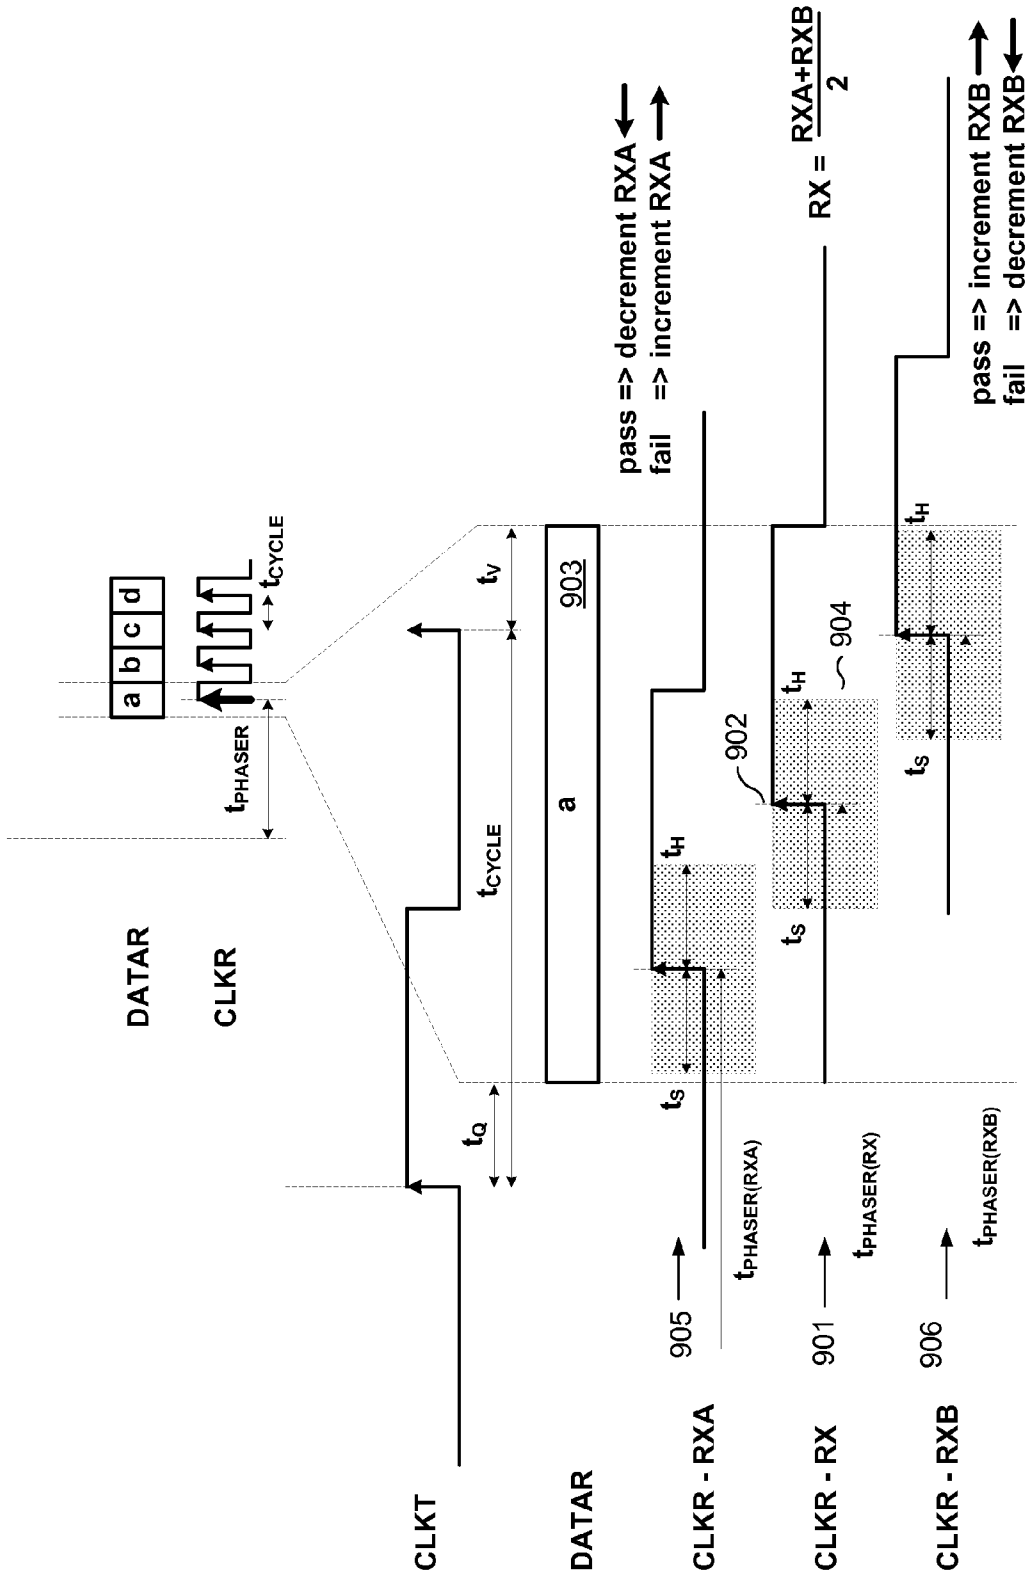 DATAR
a b c d
CLKR
tPHASER
tCYCLE
CLKT
tQ
tCYCLE
tV
DATAR
a
903
CLKR - RXA
905
tS
tH
tPHASER(RXA)
pass => decrement RXA
fail => increment RXA
CLKR - RX
901
902
tS
tH
904
tPHASER(RX)
RX = RXA+RXB
2
CLKR - RXB
906
tS
tH
tPHASER(RXB)
pass => increment RXB
fail => decrement RXB